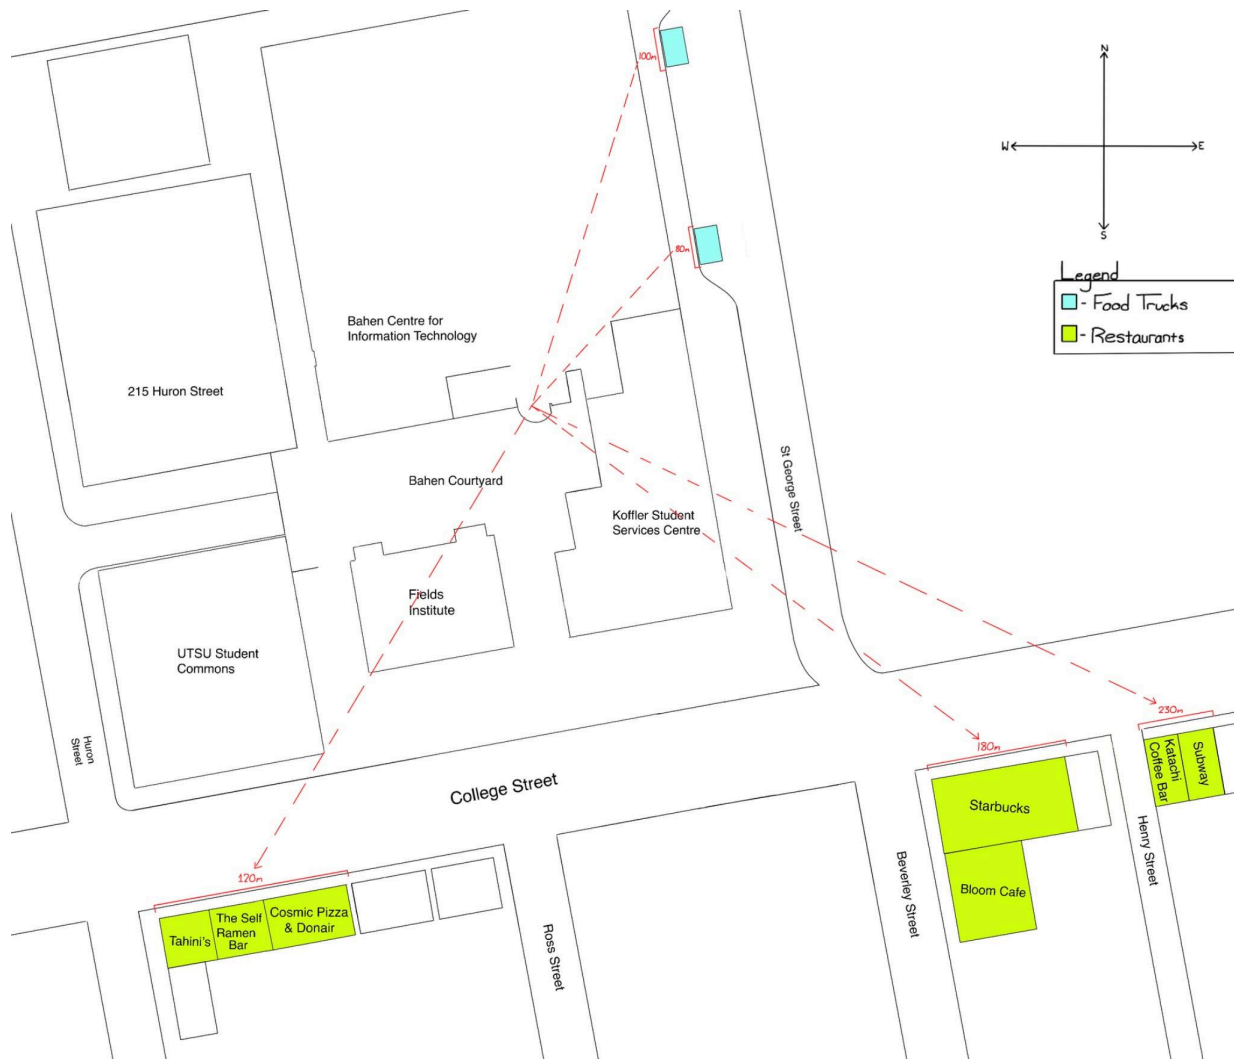 100m
N
W
E
S
80m
Legend
- Food Trucks
- Restaurants
Bahen Centre for
Information Technology
215 Huron Street
Bahen Courtyard
St George Street
Koffler Student
Services Centre
Fields
Institute
UTSU Student
Commons
Huron
Street
College Street
230m
180m
Katachi
Coffee Bar
Subway
Starbucks
Henry Street
Beverley Street
Bloom Cafe
120m
Tahini's
The Self
Ramen
Bar
Cosmic Pizza
& Donair
Ross Street